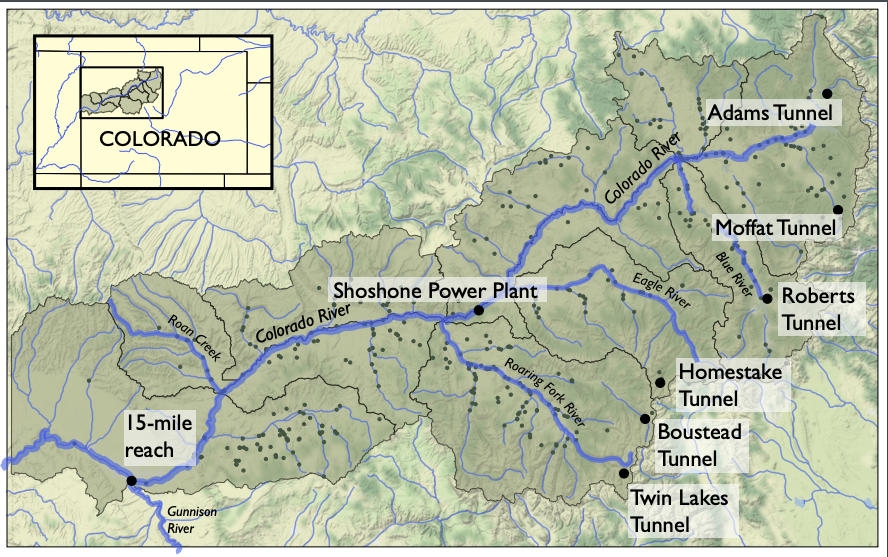 COLORADO
Adams Tunnel
Colorado River
Moffat Tunnel
Blue River
Shoshone Power Plant
Eagle River
Roberts
Tunnel
Colorado River
Roan Creek
Roaring Fork River
Homestake
Tunnel
15-mile
reach
Boustead
Tunnel
Twin Lakes
Tunnel
Gunnison
River